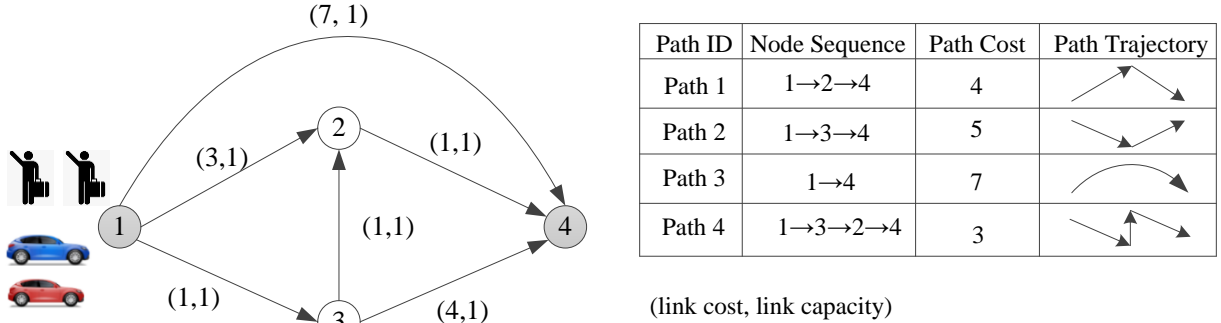 (7, 1)
2
(3,1)
(1,1)
1
(1,1)
4
(1,1)
(4,1)
3
Path ID Node Sequence Path Cost Path Trajectory
Path 1 1→2→4 4
Path 2 1→3→4 5
Path 3 1→4 7
Path 4 1→3→2→4 3
(link cost, link capacity)